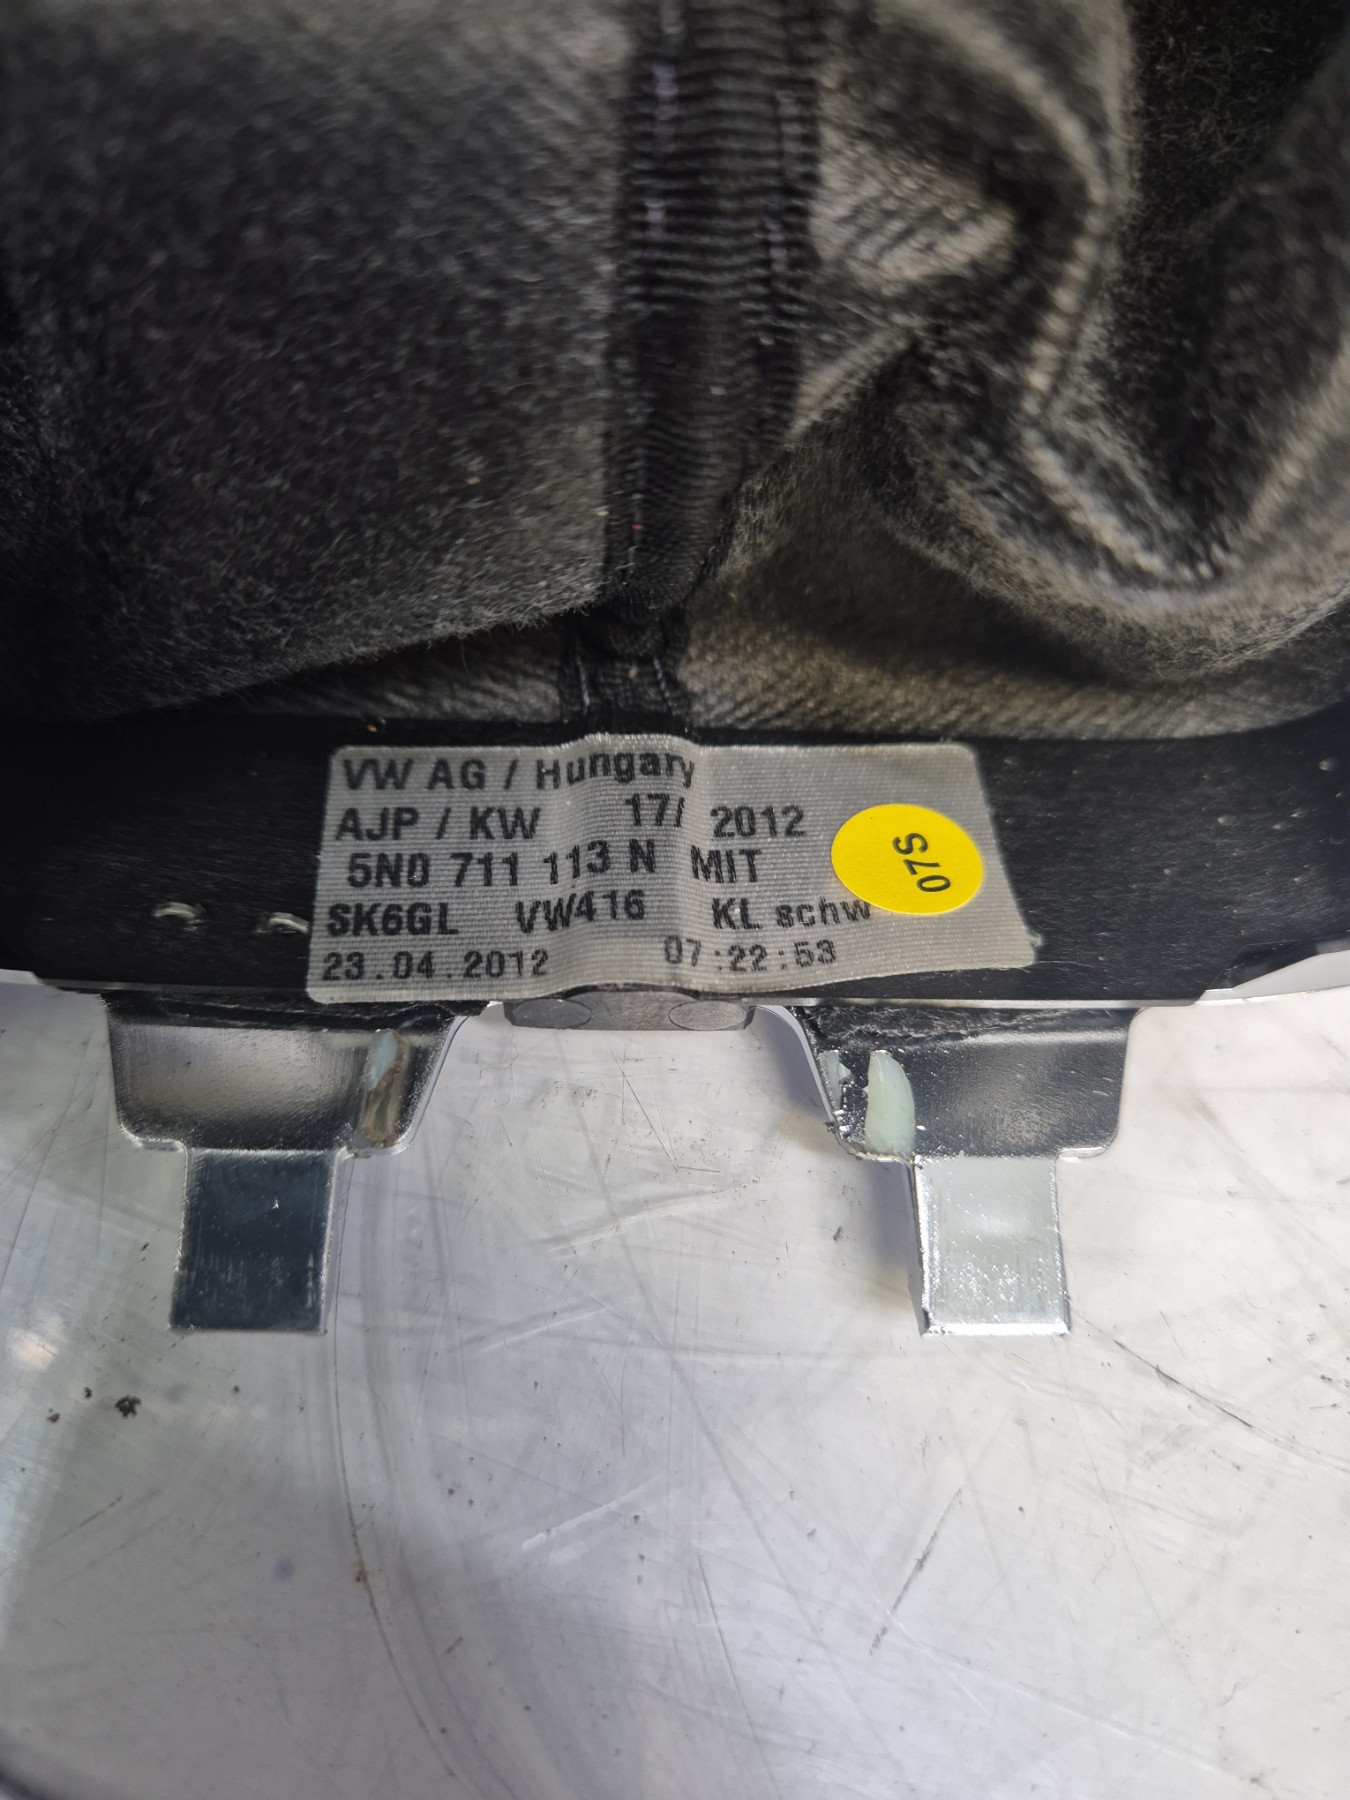 VW AG / Hungary
AJP / KW 17/ 2012
5N0 711 113 N MIT
SK6GL VW416 KL schw
23.04.2012 07:22:53
07S